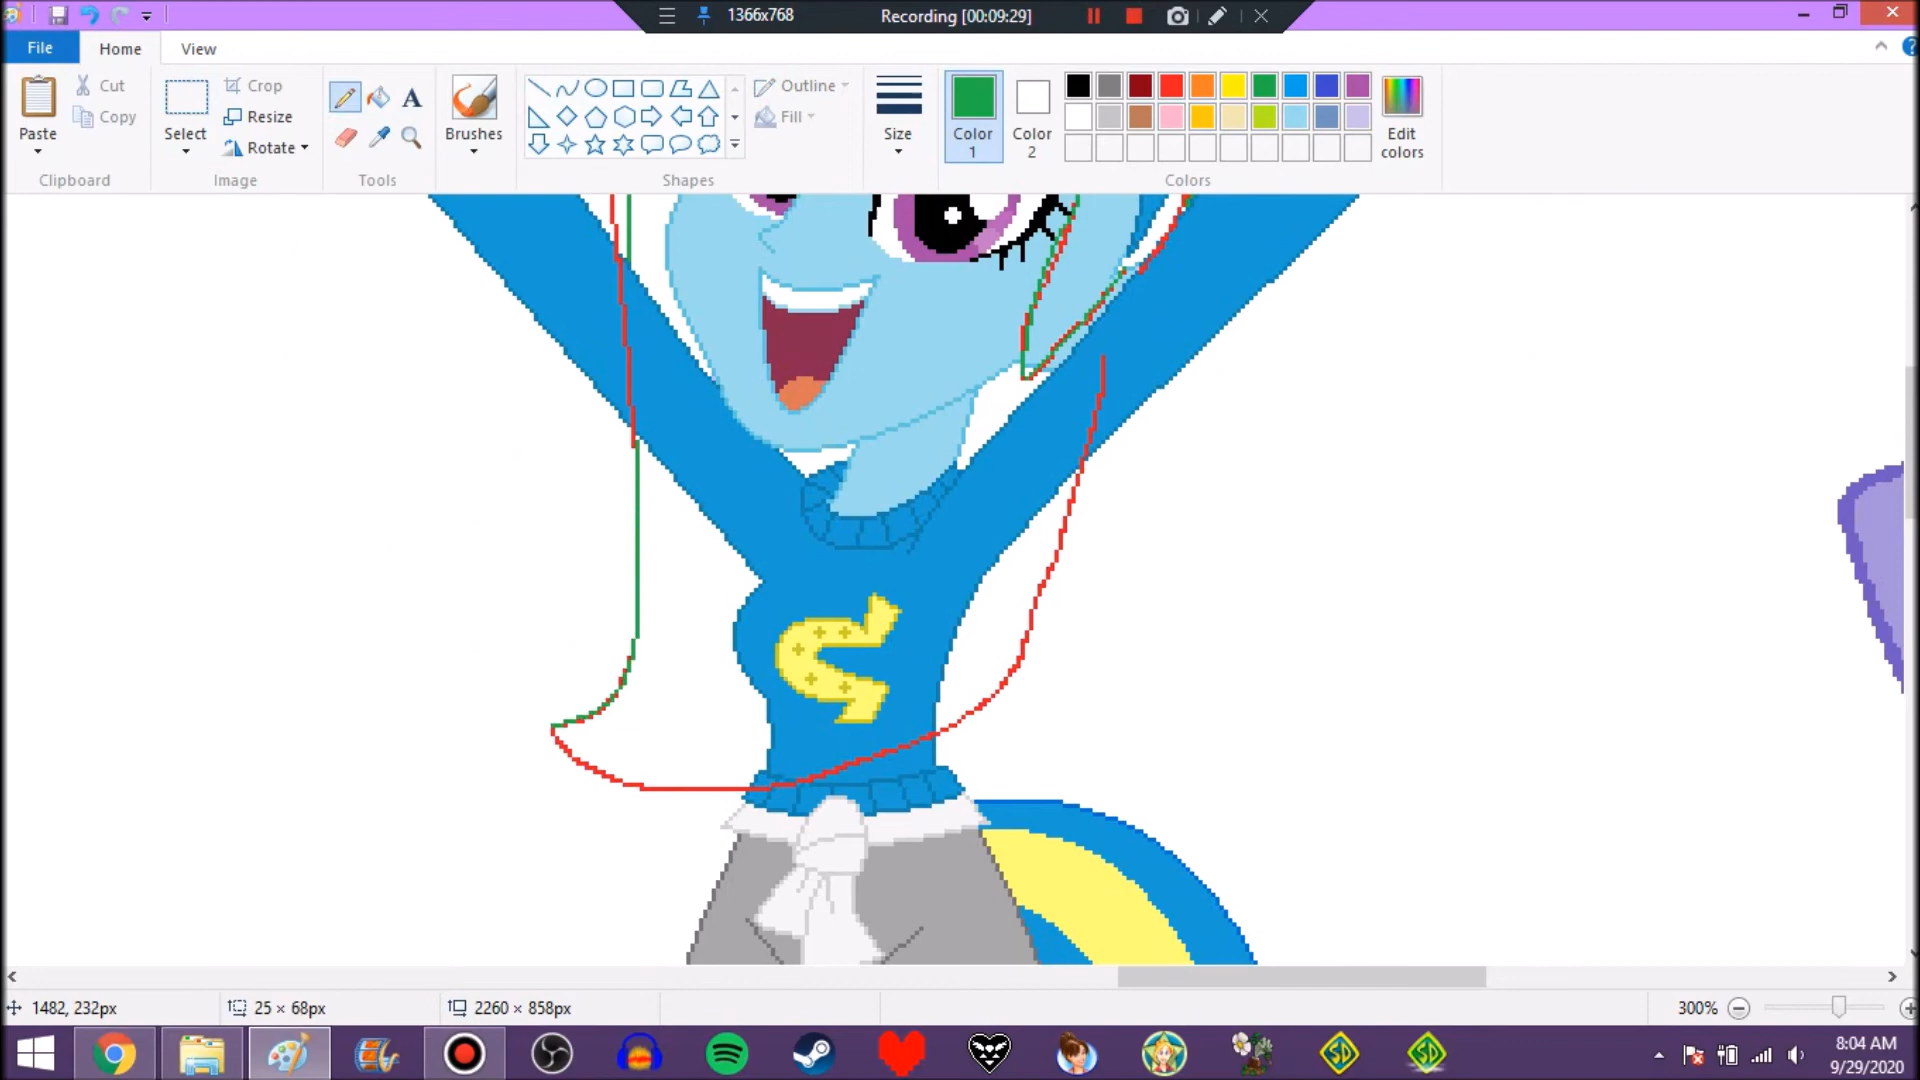 1366x768
Recording [00:09:29]
File
Home
View
Paste
Cut
Copy
Clipboard
Select
Crop
Resize
Rotate
Image
A
Tools
Brushes
Outline
Fill
Shapes
Size
Color 1
Color 2
Edit colors
Colors
1482, 232px
25 × 68px
2260 × 858px
300%
SD
SD
8:04 AM
9/29/2020